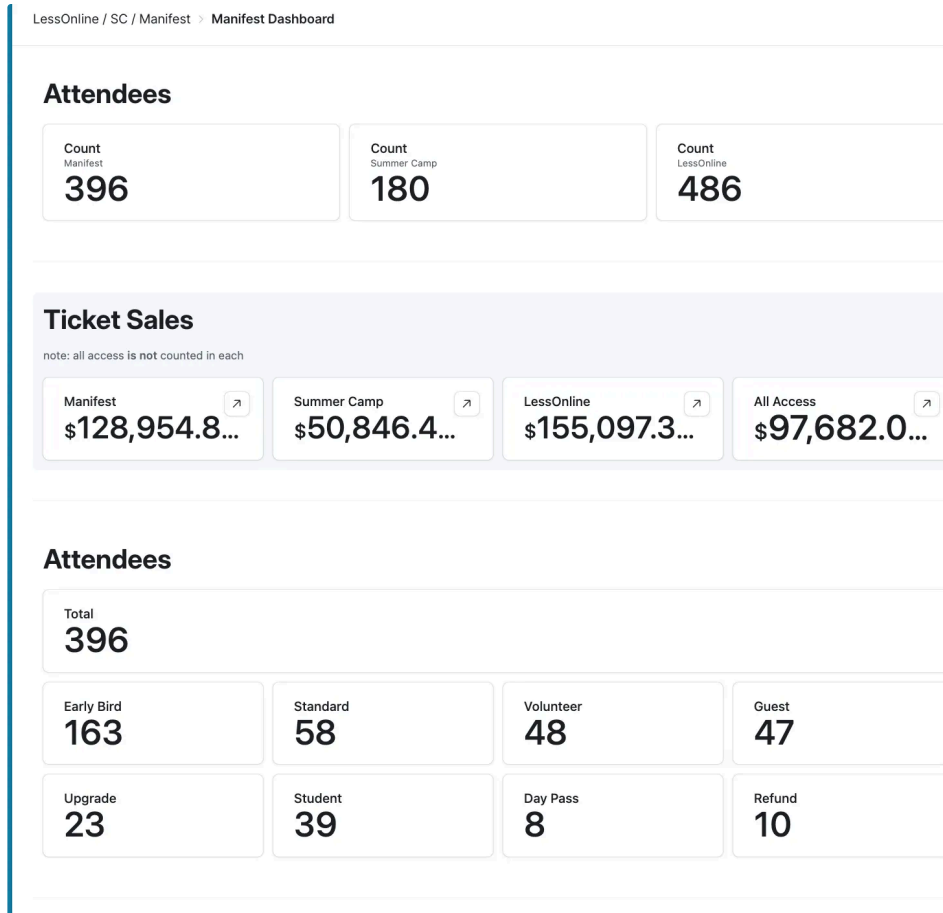 LessOnline / SC / Manifest > Manifest Dashboard
Attendees
Count
Manifest
396
Count
Summer Camp
180
Count
LessOnline
486
Ticket Sales
note: all access is not counted in each
Manifest
$128,954.8...
Summer Camp
$50,846.4...
LessOnline
$155,097.3...
All Access
$97,682.0...
Attendees
Total
396
Early Bird
163
Standard
58
Volunteer
48
Guest
47
Upgrade
23
Student
39
Day Pass
8
Refund
10